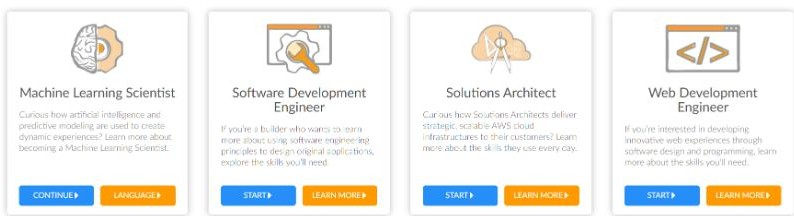 Machine Learning Scientist
Curious how artificial intelligence and
predictive modeling are used to create
dynamic experiences? Learn more about
becoming a Machine Learning Scientist.
CONTINUE
LANGUAGE
Software Development
Engineer
If you're a builder who wants to learn
more about using software engineering
principles to design original applications,
explore the skills you'll need.
START
LEARN MORE
Solutions Architect
Curious how Solutions Architects deliver
strategic, scalable AWS cloud
infrastructures to their customers? Learn
more about the skills they use every day.
START
LEARN MORE
Web Development
Engineer
If you're interested in developing
innovative web experiences through
software design and programming, learn
more about the skills you'll need.
START
LEARN MORE